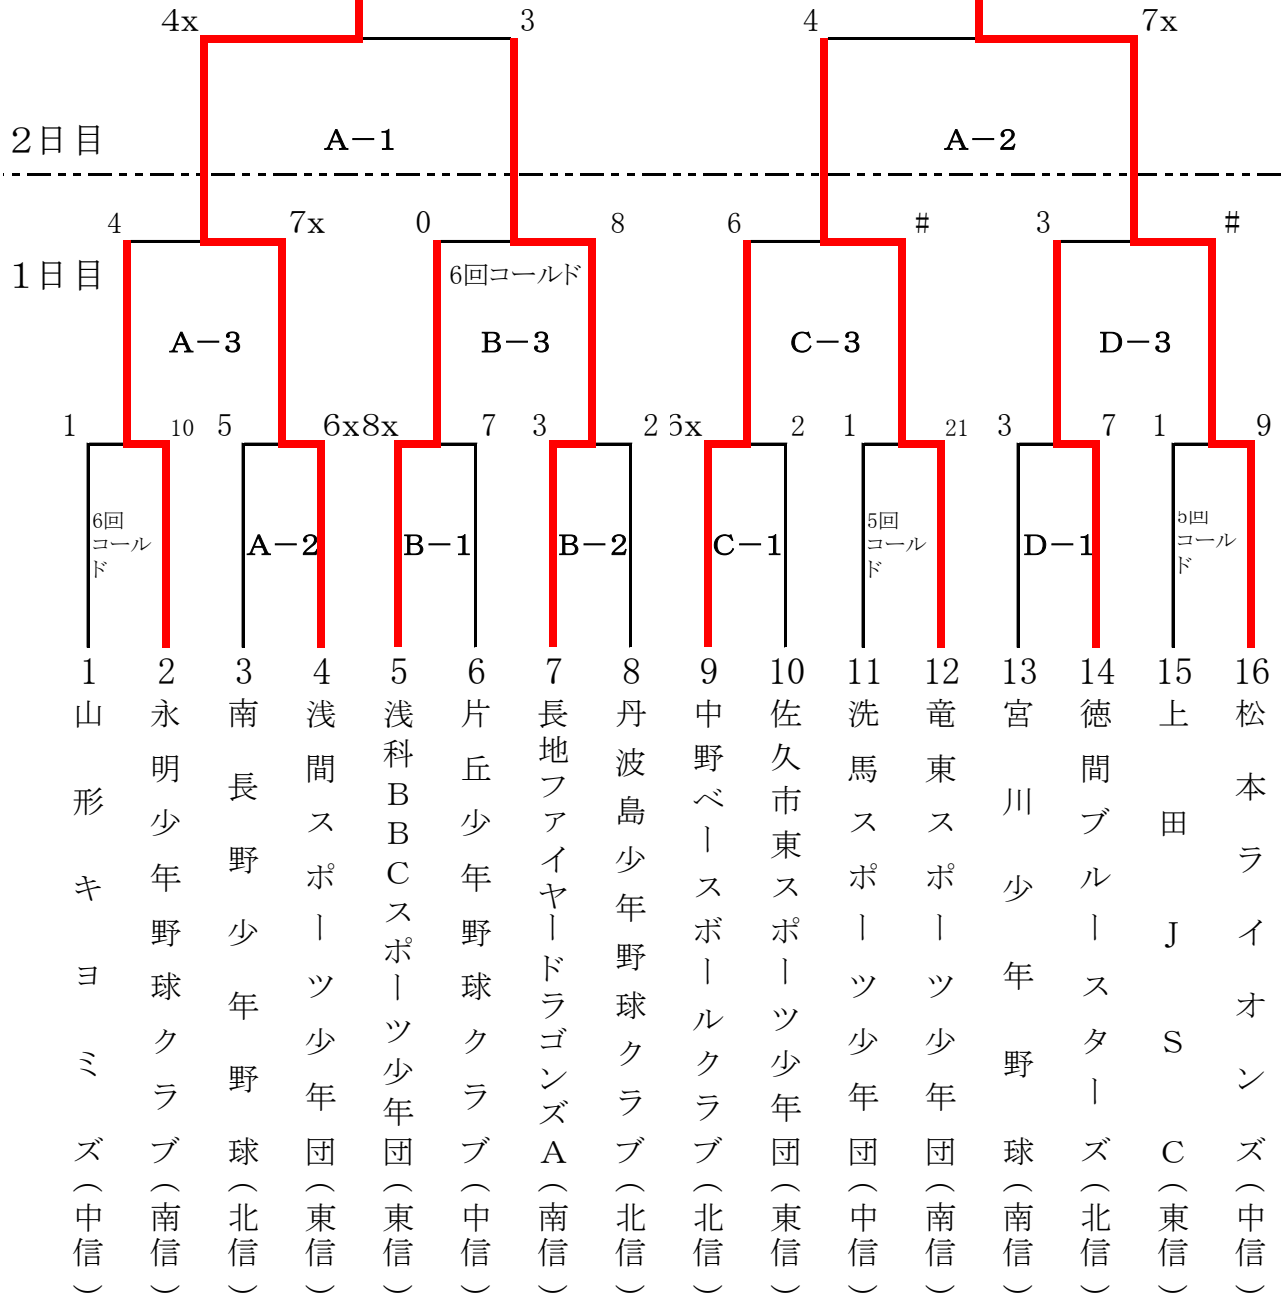 4x 3 4 7x
2日目 A－1 A－2
4 7x 0 8 6 # 3 #
1日目 6回コールド
A－3 B－3 C－3 D－3
1 10 5 6x 8x 7 3 2 2 1 21 3 7 1 9
6回コールド
A－2
B－1
B－2
C－1
5回コールド
D－1
5回コールド
1 2 3 4 5 6 7 8 9 10 11 12 13 14 15 16
山形キヨミズ（中信）
永明少年野球クラブ（南信）
南長野少年野球（北信）
浅間スポーツ少年団（東信）
浅科BBCスポーツ少年団（東信）
片丘少年野球クラブ（中信）
長地ファイヤードラゴンズA（南信）
丹波島少年野球クラブ（北信）
中野ベースボールクラブ（北信）
佐久市東スポーツ少年団（東信）
洗馬スポーツ少年団（中信）
竜東スポーツ少年団（南信）
宮川少年野球（南信）
徳間ブルースターズ（北信）
上田JSC（東信）
松本ライオンズ（中信）